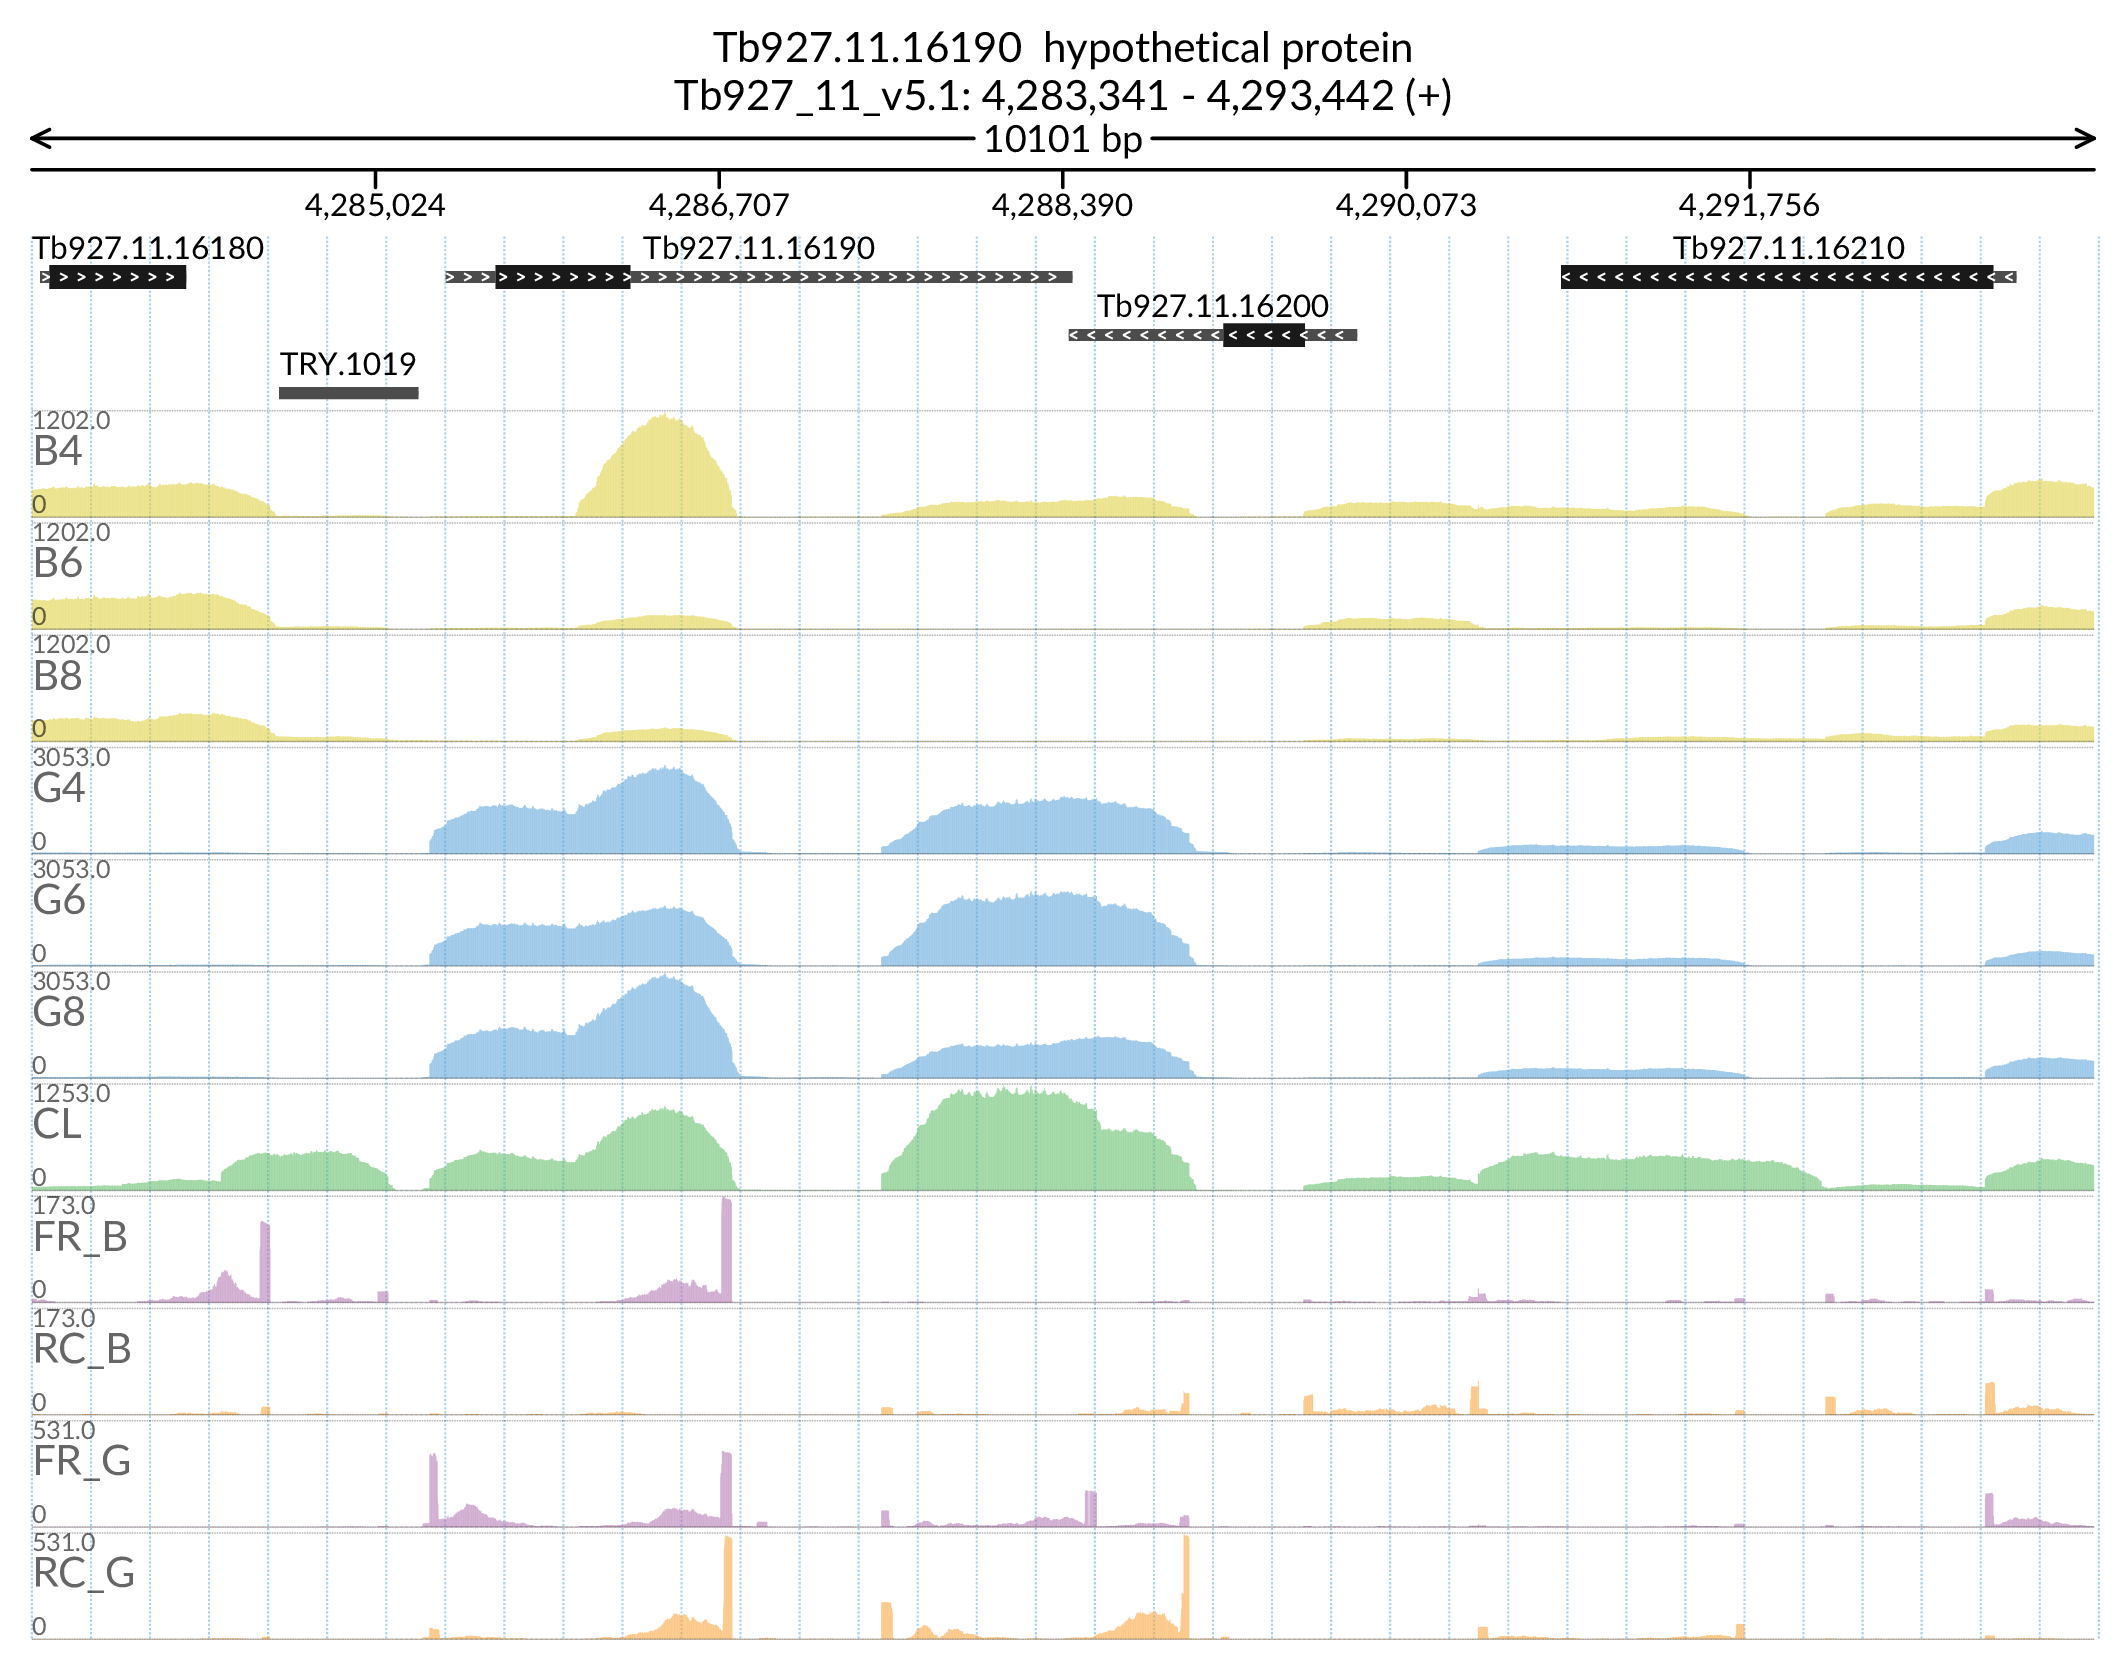 Tb927.11.16190 hypothetical protein
Tb927_11_v5.1: 4,283,341 - 4,293,442 (+)
10101 bp
4,285,024 4,286,707 4,288,390 4,290,073 4,291,756
Tb927.11.16180 Tb927.11.16190 Tb927.11.16210
Tb927.11.16200
TRY.1019
1202.0
B4
0
1202.0
B6
0
1202.0
B8
0
3053.0
G4
0
3053.0
G6
0
3053.0
G8
0
1253.0
CL
0
173.0
FR_B
0
173.0
RC_B
0
531.0
FR_G
0
531.0
RC_G
0